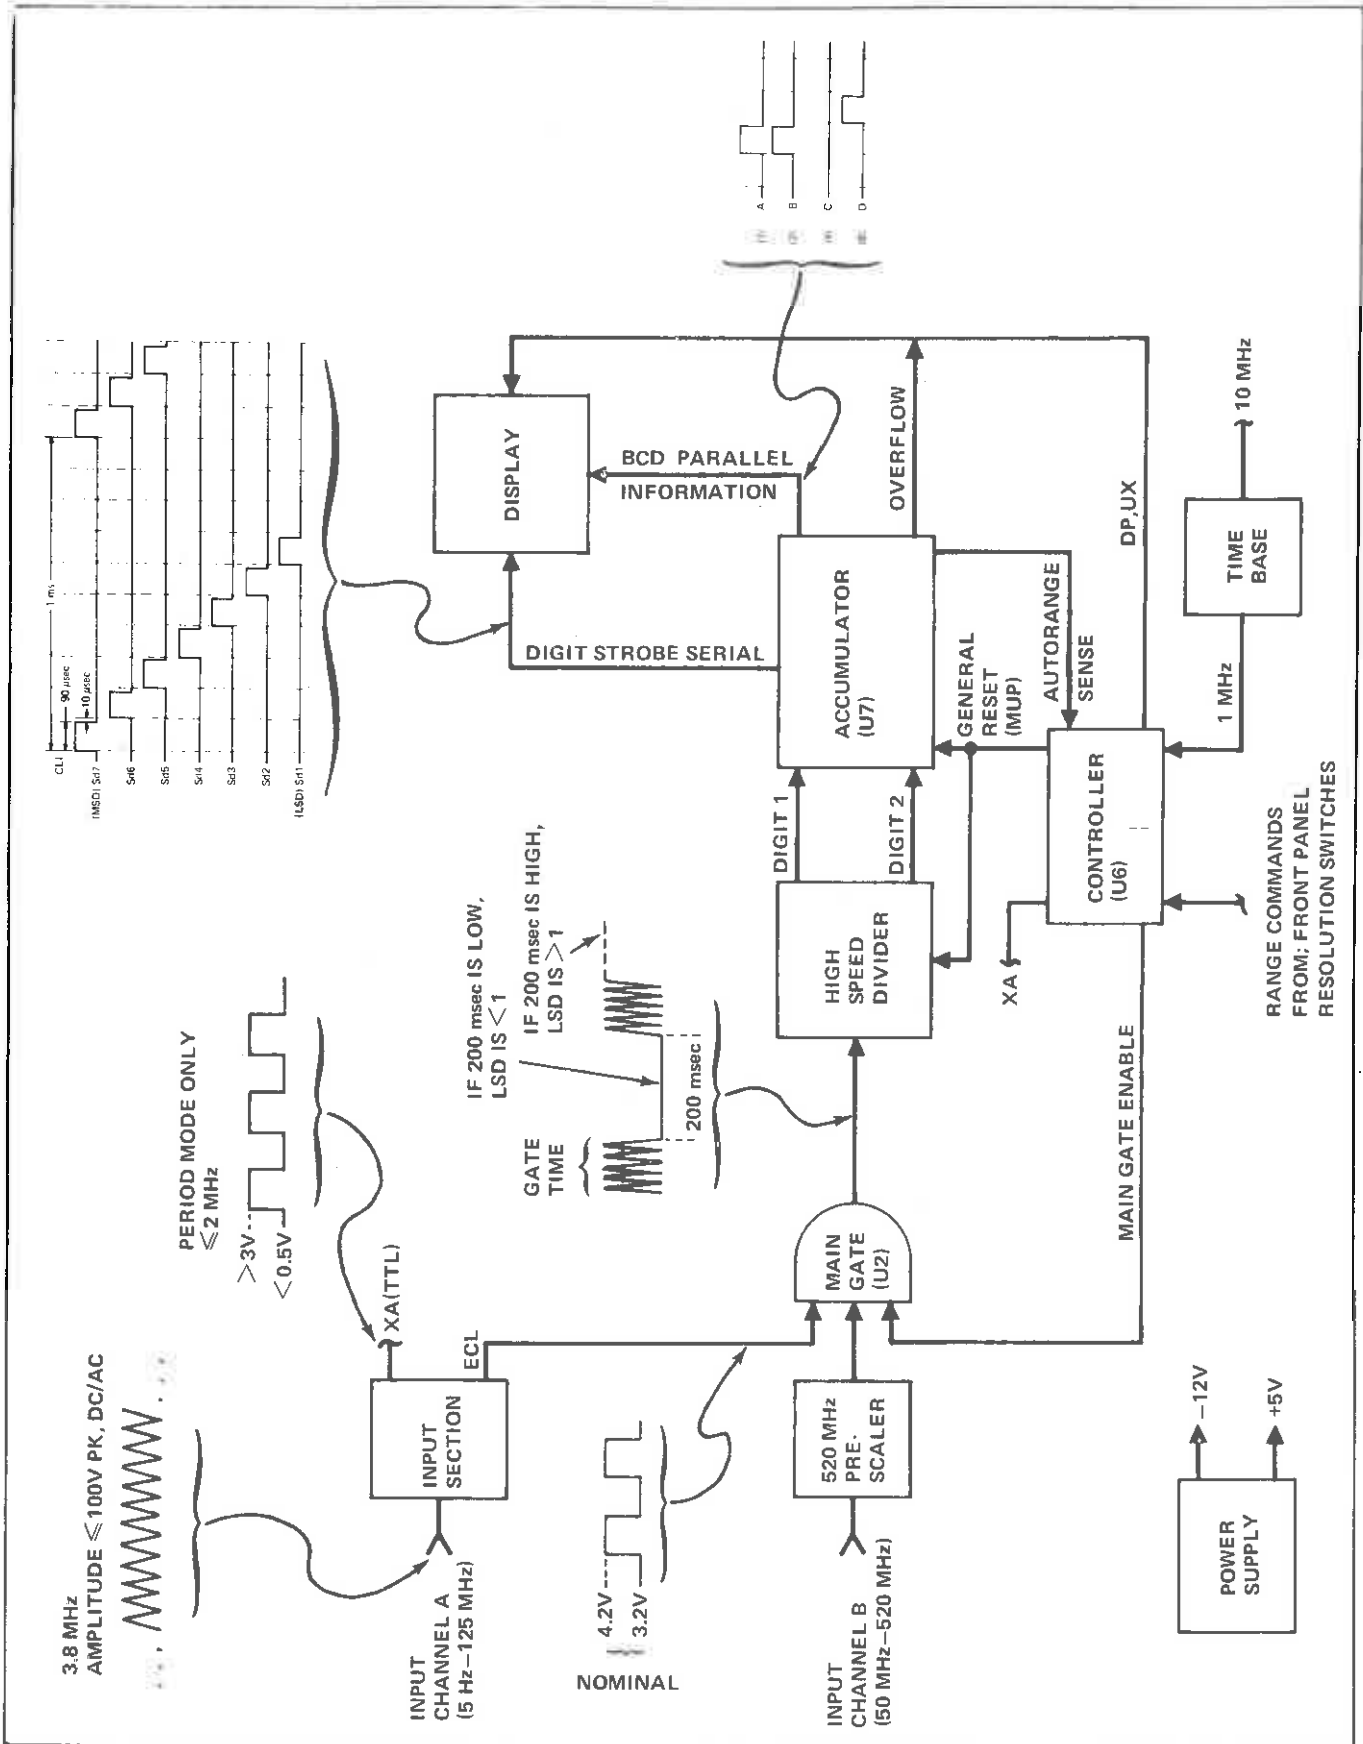 3.8 MHz
AMPLITUDE ≤ 100V PK, DC/AC
INPUT
CHANNEL A
(5 Hz–125 MHz)
INPUT
SECTION
XA(TTL)
ECL
PERIOD MODE ONLY
≤2 MHz
>3V
<0.5V
4.2V
3.2V
NOMINAL
INPUT
CHANNEL B
(50 MHz–520 MHz)
520 MHz
PRE-
SCALER
MAIN
GATE
(U2)
GATE
TIME
200 msec
IF 200 msec IS LOW,
LSD IS <1
IF 200 msec IS HIGH,
LSD IS >1
HIGH
SPEED
DIVIDER
DIGIT 1
DIGIT 2
ACCUMULATOR
(U7)
DIGIT STROBE SERIAL
DISPLAY
BCD PARALLEL
INFORMATION
OVERFLOW
GENERAL
RESET
(MUP)
AUTORANGE
SENSE
DP,UX
CONTROLLER
(U6)
XA
MAIN GATE ENABLE
RANGE COMMANDS
FROM; FRONT PANEL
RESOLUTION SWITCHES
1 MHz
TIME
BASE
10 MHz
POWER
SUPPLY
–12V
+5V
1 ms
90 μsec
10 μsec
CLI
(MSD) Sd7
Sd6
Sd5
Sd4
Sd3
Sd2
(LSD) Sd1
A
B
C
D